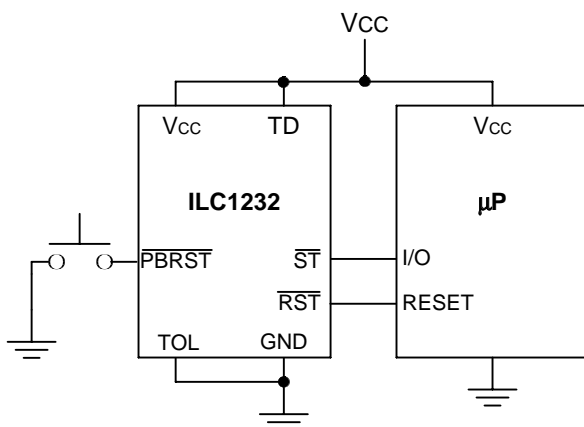 VCC
VCC TD VCC
ILC1232 μP
PBRST ST I/O
RST RESET
TOL GND